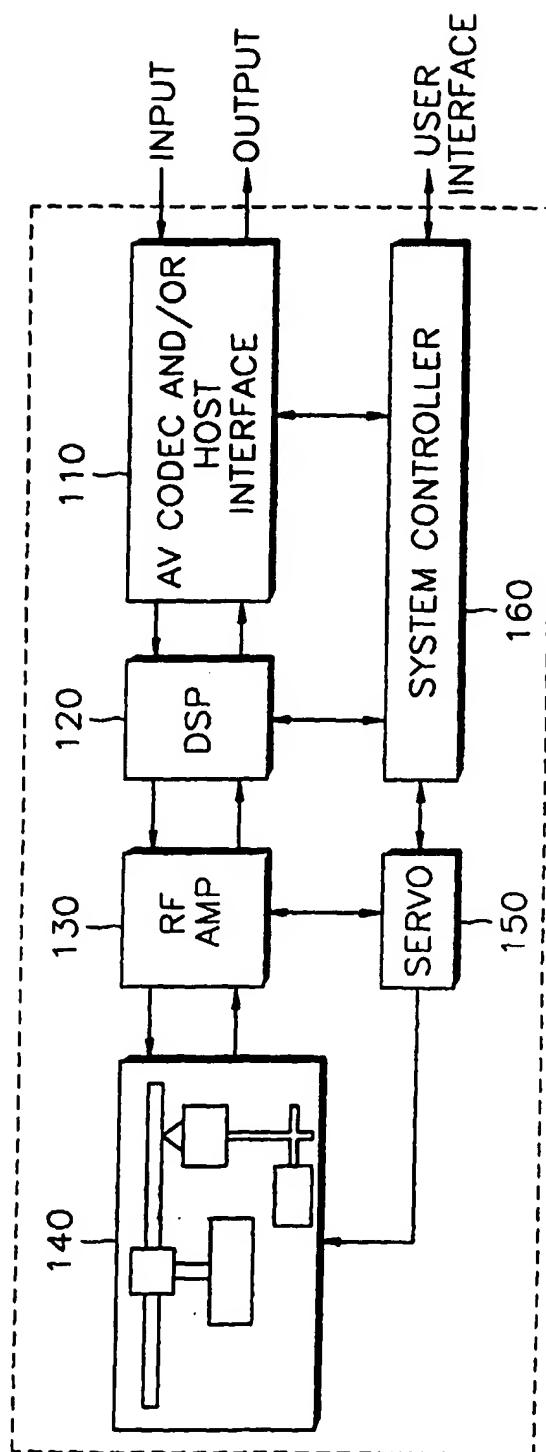 140
130
RF
AMP
120
DSP
110
AV CODEC AND/OR
HOST
INTERFACE
INPUT
OUTPUT
SERVO
150
SYSTEM CONTROLLER
160
USER
INTERFACE